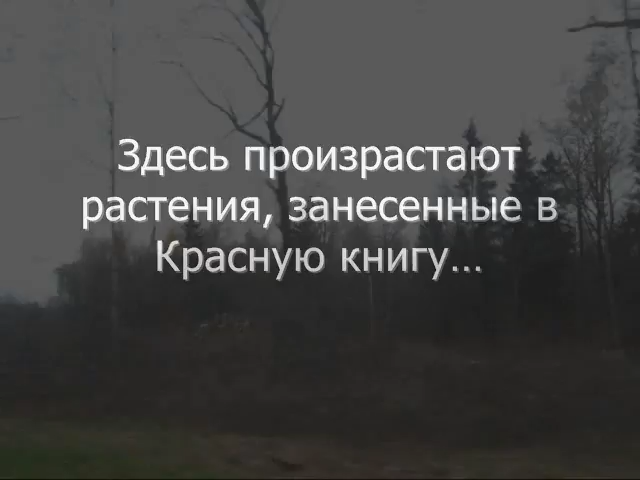 Здесь произрастают
растения, занесенные в
Красную книгу...